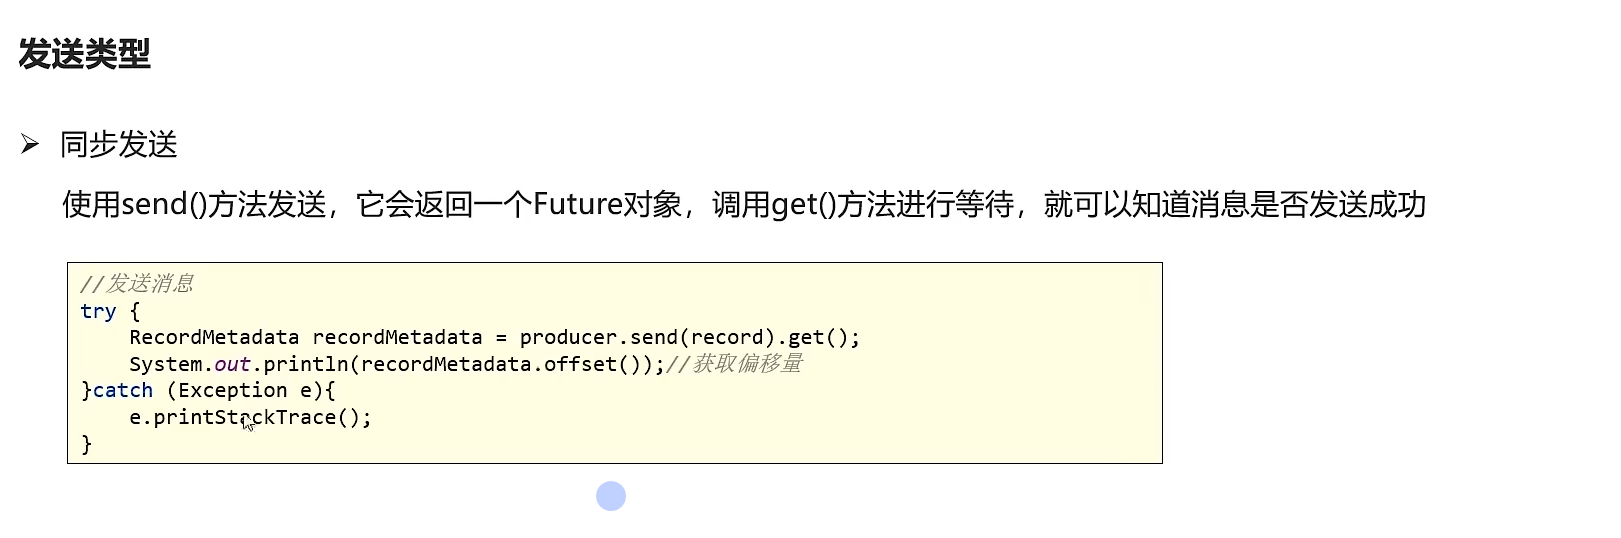 发送类型
➢ 同步发送
使用send()方法发送，它会返回一个Future对象，调用get()方法进行等待，就可以知道消息是否发送成功
//发送消息
try {
    RecordMetadata recordMetadata = producer.send(record).get();
    System.out.println(recordMetadata.offset());//获取偏移量
}catch (Exception e){
    e.printStackTrace();
}